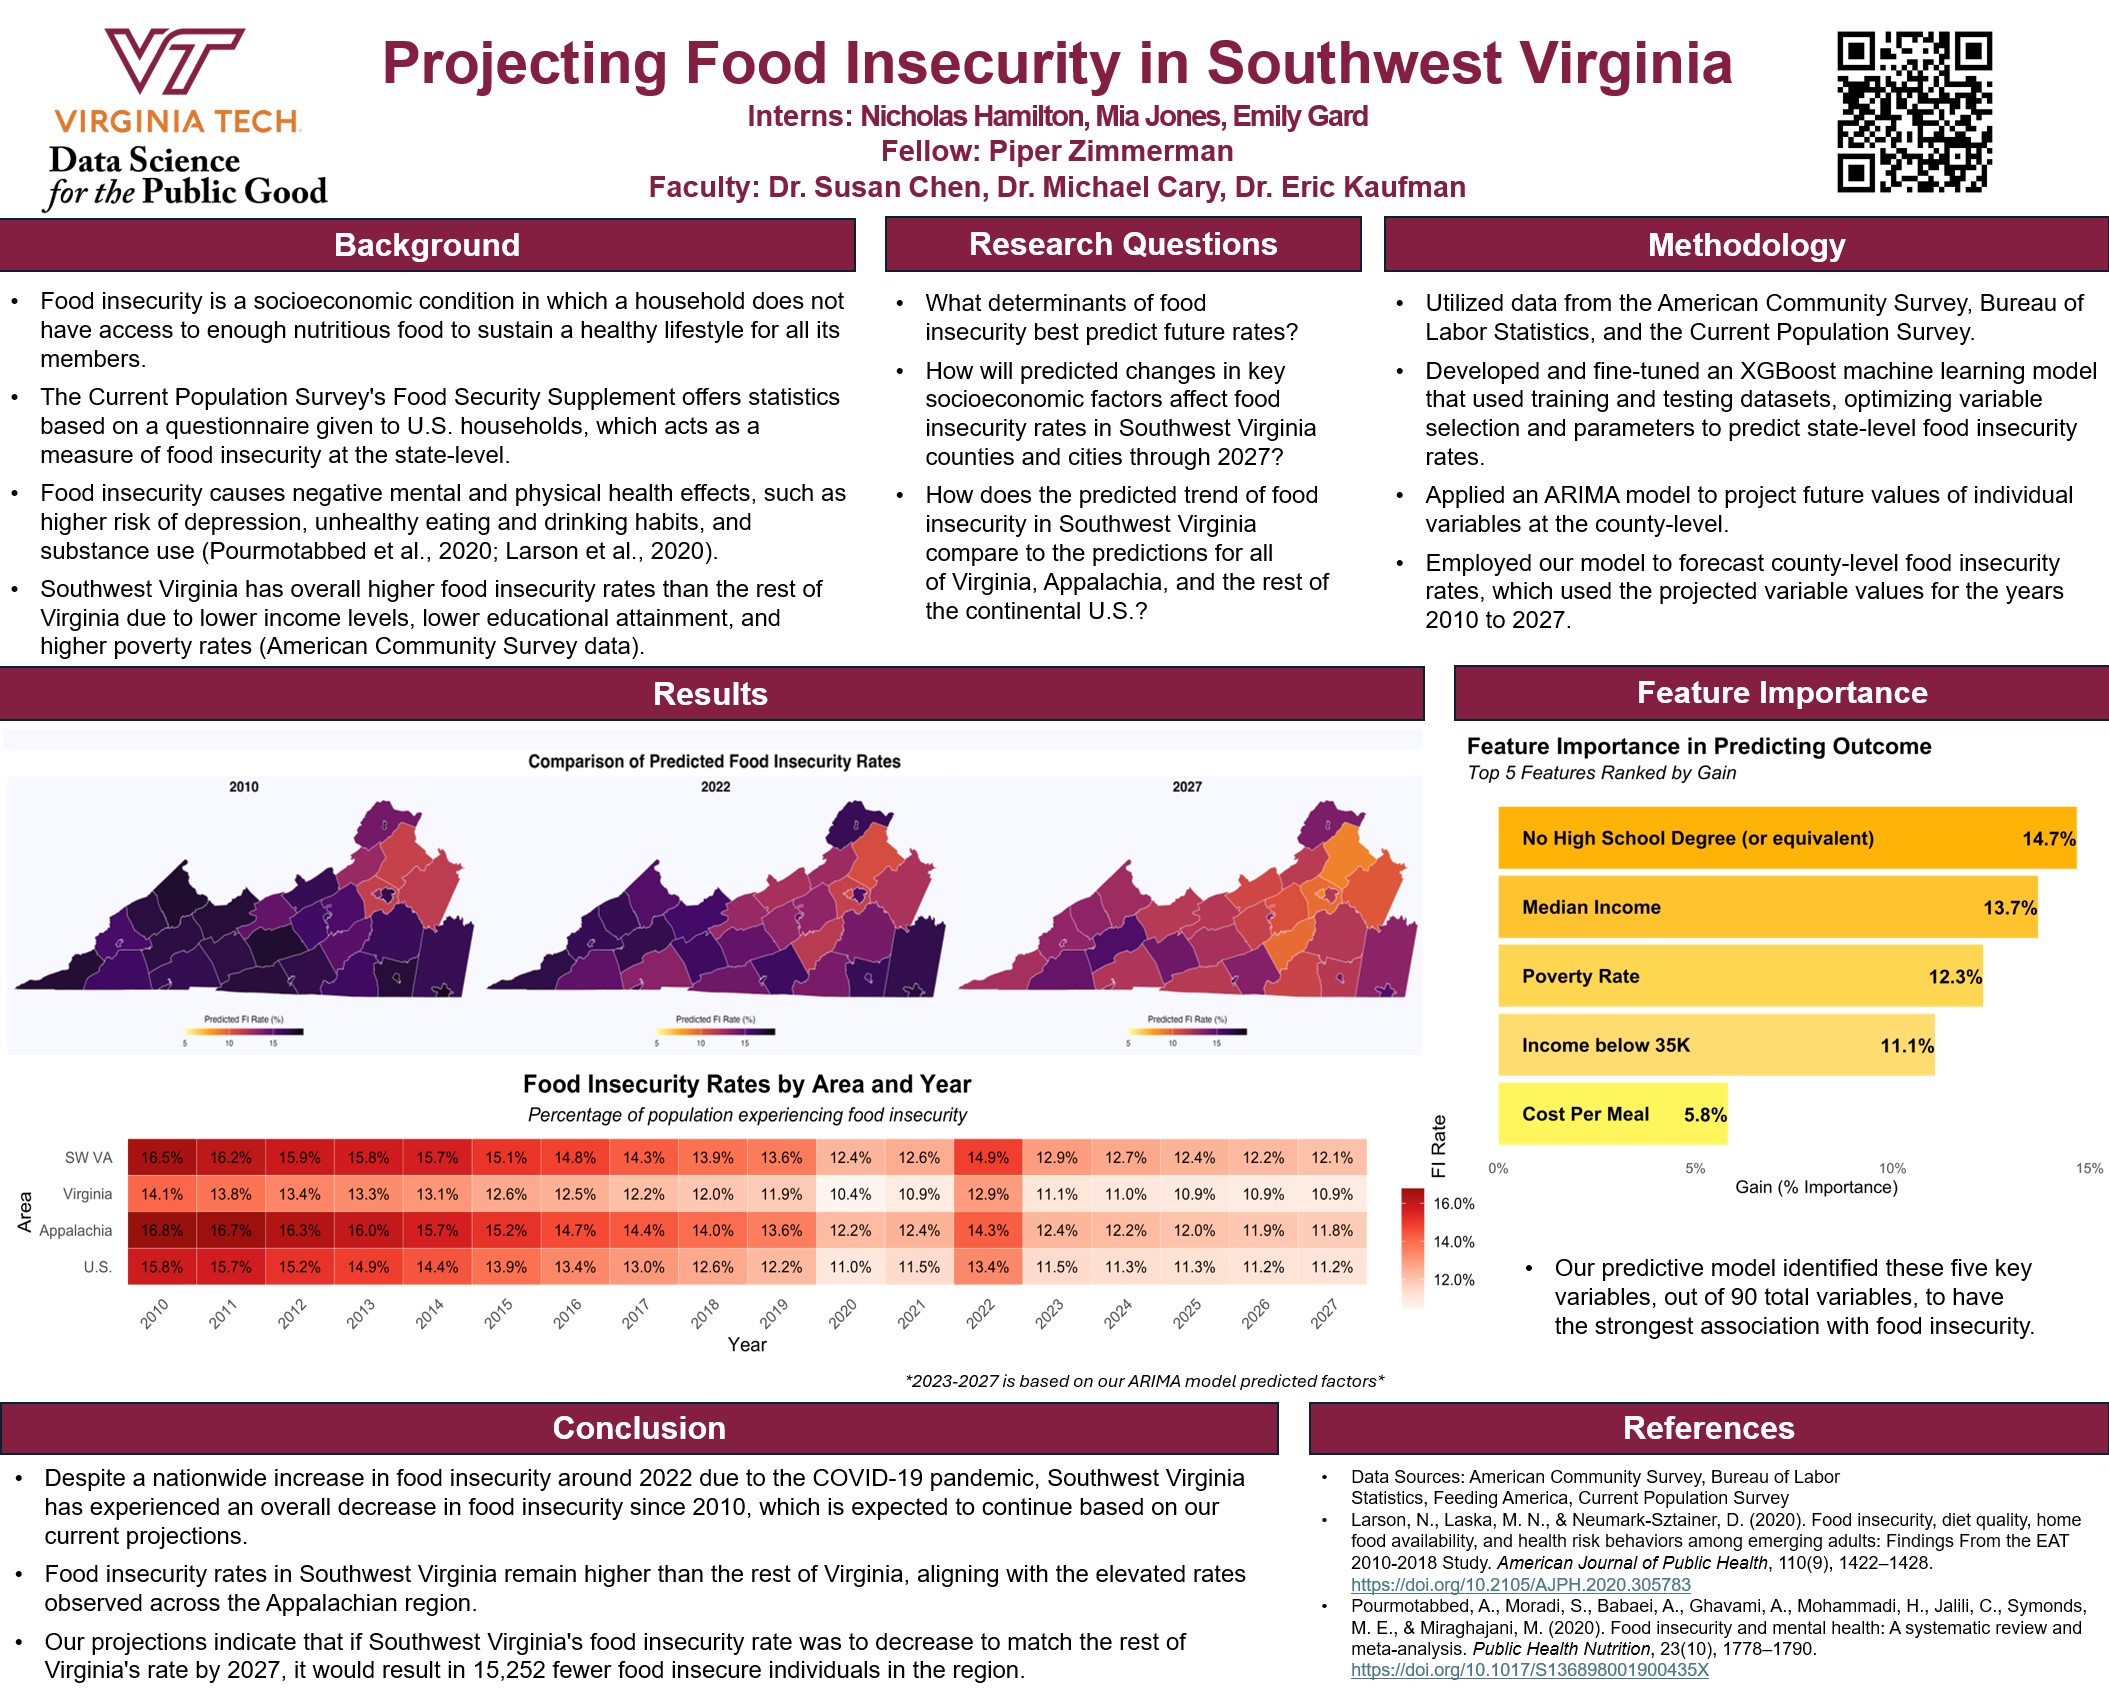 VIRGINIA TECH.
Data Science
for the Public Good
Projecting Food Insecurity in Southwest Virginia
Interns: Nicholas Hamilton, Mia Jones, Emily Gard
Fellow: Piper Zimmerman
Faculty: Dr. Susan Chen, Dr. Michael Cary, Dr. Eric Kaufman
Background
• Food insecurity is a socioeconomic condition in which a household does not
have access to enough nutritious food to sustain a healthy lifestyle for all its
members.
• The Current Population Survey's Food Security Supplement offers statistics
based on a questionnaire given to U.S. households, which acts as a
measure of food insecurity at the state-level.
• Food insecurity causes negative mental and physical health effects, such as
higher risk of depression, unhealthy eating and drinking habits, and
substance use (Pourmotabbed et al., 2020; Larson et al., 2020).
• Southwest Virginia has overall higher food insecurity rates than the rest of
Virginia due to lower income levels, lower educational attainment, and
higher poverty rates (American Community Survey data).
Research Questions
• What determinants of food
insecurity best predict future rates?
• How will predicted changes in key
socioeconomic factors affect food
insecurity rates in Southwest Virginia
counties and cities through 2027?
• How does the predicted trend of food
insecurity in Southwest Virginia
compare to the predictions for all
of Virginia, Appalachia, and the rest of
the continental U.S.?
Methodology
• Utilized data from the American Community Survey, Bureau of
Labor Statistics, and the Current Population Survey.
• Developed and fine-tuned an XGBoost machine learning model
that used training and testing datasets, optimizing variable
selection and parameters to predict state-level food insecurity
rates.
• Applied an ARIMA model to project future values of individual
variables at the county-level.
• Employed our model to forecast county-level food insecurity
rates, which used the projected variable values for the years
2010 to 2027.
Results
Comparison of Predicted Food Insecurity Rates
2010 2022 2027
Predicted FI Rate (%) Predicted FI Rate (%) Predicted FI Rate (%)
5 10 15 5 10 15 5 10 15
Food Insecurity Rates by Area and Year
Percentage of population experiencing food insecurity
Area
SW VA 16.5% 16.2% 15.9% 15.8% 15.7% 15.1% 14.8% 14.3% 13.9% 13.6% 12.4% 12.6% 14.9% 12.9% 12.7% 12.4% 12.2% 12.1%
Virginia 14.1% 13.8% 13.4% 13.3% 13.1% 12.6% 12.5% 12.2% 12.0% 11.9% 10.4% 10.9% 12.9% 11.1% 11.0% 10.9% 10.9% 10.9%
Appalachia 16.8% 16.7% 16.3% 16.0% 15.7% 15.2% 14.7% 14.4% 14.0% 13.6% 12.2% 12.4% 14.3% 12.4% 12.2% 12.0% 11.9% 11.8%
U.S. 15.8% 15.7% 15.2% 14.9% 14.4% 13.9% 13.4% 13.0% 12.6% 12.2% 11.0% 11.5% 13.4% 11.5% 11.3% 11.3% 11.2% 11.2%
2010 2011 2012 2013 2014 2015 2016 2017 2018 2019 2020 2021 2022 2023 2024 2025 2026 2027
Year
FI Rate
16.0%
14.0%
12.0%
*2023-2027 is based on our ARIMA model predicted factors*
Feature Importance
Feature Importance in Predicting Outcome
Top 5 Features Ranked by Gain
No High School Degree (or equivalent) 14.7%
Median Income 13.7%
Poverty Rate 12.3%
Income below 35K 11.1%
Cost Per Meal 5.8%
0% 5% 10% 15%
Gain (% Importance)
• Our predictive model identified these five key
variables, out of 90 total variables, to have
the strongest association with food insecurity.
Conclusion
• Despite a nationwide increase in food insecurity around 2022 due to the COVID-19 pandemic, Southwest Virginia
has experienced an overall decrease in food insecurity since 2010, which is expected to continue based on our
current projections.
• Food insecurity rates in Southwest Virginia remain higher than the rest of Virginia, aligning with the elevated rates
observed across the Appalachian region.
• Our projections indicate that if Southwest Virginia's food insecurity rate was to decrease to match the rest of
Virginia's rate by 2027, it would result in 15,252 fewer food insecure individuals in the region.
References
• Data Sources: American Community Survey, Bureau of Labor
Statistics, Feeding America, Current Population Survey
• Larson, N., Laska, M. N., & Neumark-Sztainer, D. (2020). Food insecurity, diet quality, home
food availability, and health risk behaviors among emerging adults: Findings From the EAT
2010-2018 Study. American Journal of Public Health, 110(9), 1422–1428.
https://doi.org/10.2105/AJPH.2020.305783
• Pourmotabbed, A., Moradi, S., Babaei, A., Ghavami, A., Mohammadi, H., Jalili, C., Symonds,
M. E., & Miraghajani, M. (2020). Food insecurity and mental health: A systematic review and
meta-analysis. Public Health Nutrition, 23(10), 1778–1790.
https://doi.org/10.1017/S136898001900435X